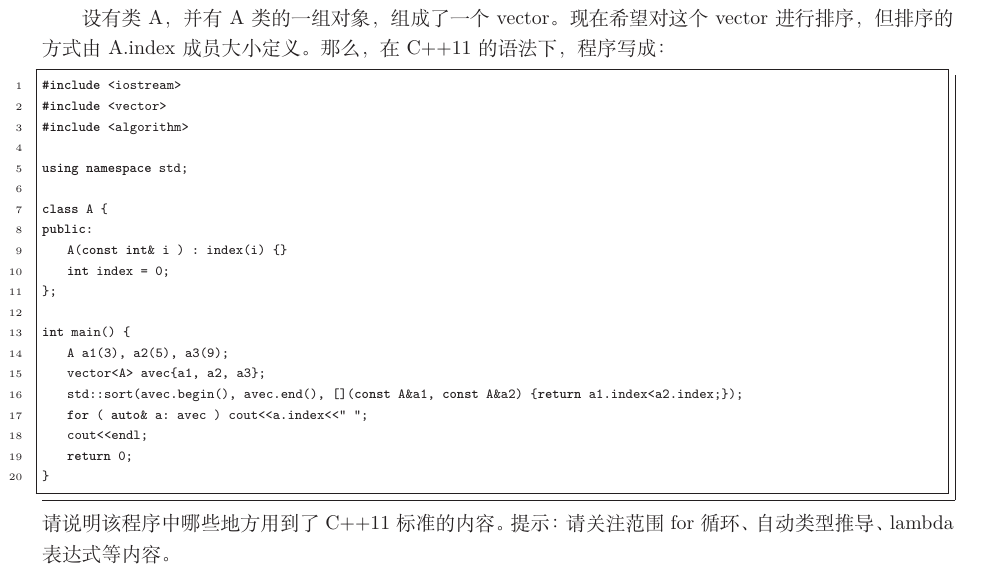 设有类 A，并有 A 类的一组对象，组成了一个 vector。现在希望对这个 vector 进行排序，但排序的
方式由 A.index 成员大小定义。那么，在 C++11 的语法下，程序写成：
1 #include <iostream>
2 #include <vector>
3 #include <algorithm>
4
5 using namespace std;
6
7 class A {
8 public:
9 A(const int& i ) : index(i) {}
10 int index = 0;
11 };
12
13 int main() {
14 A a1(3), a2(5), a3(9);
15 vector<A> avec{a1, a2, a3};
16 std::sort(avec.begin(), avec.end(), [](const A&a1, const A&a2) {return a1.index<a2.index;});
17 for ( auto& a: avec ) cout<<a.index<<" ";
18 cout<<endl;
19 return 0;
20 }
请说明该程序中哪些地方用到了 C++11 标准的内容。提示：请关注范围 for 循环、自动类型推导、lambda
表达式等内容。